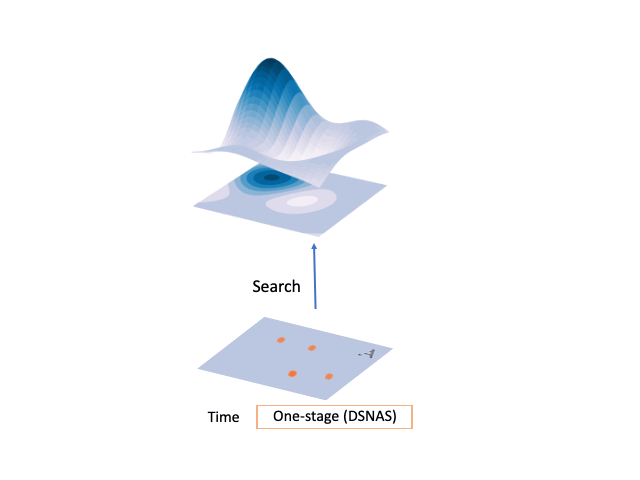 Search
𝒜
Time
One-stage (DSNAS)